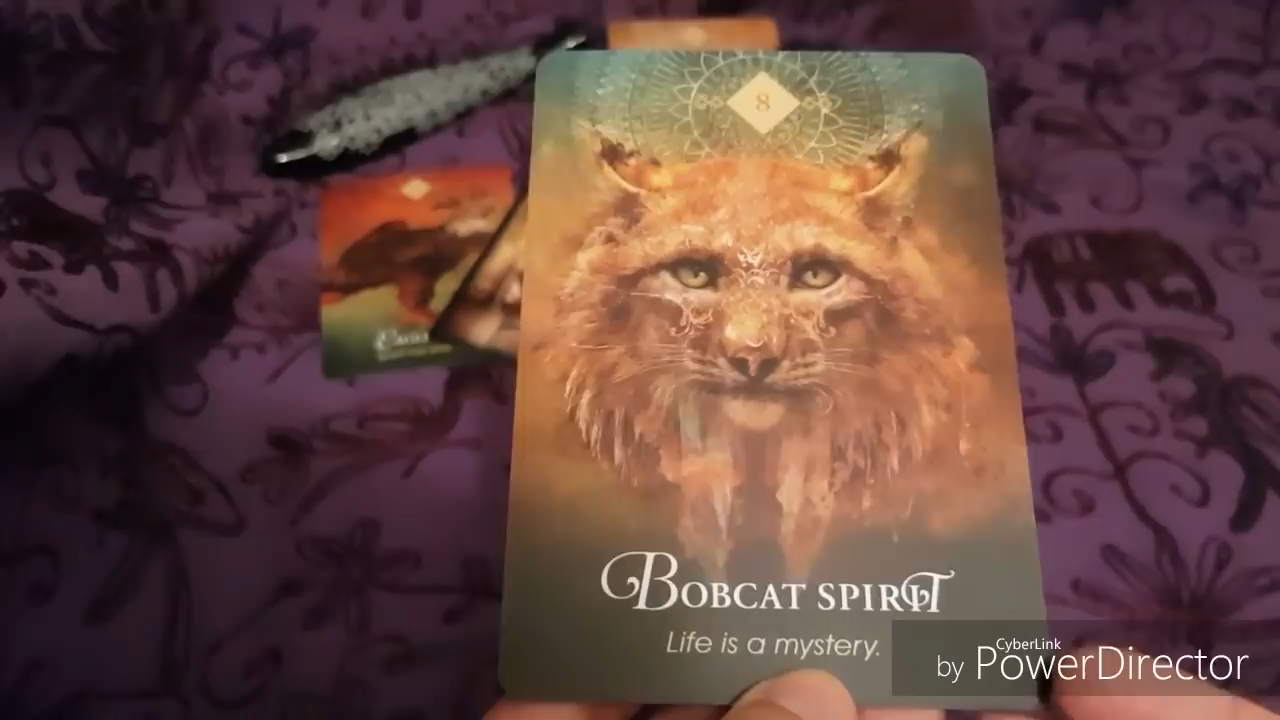 8
BOBCAT SPIRIT
Life is a mystery.
CyberLink
by PowerDirector